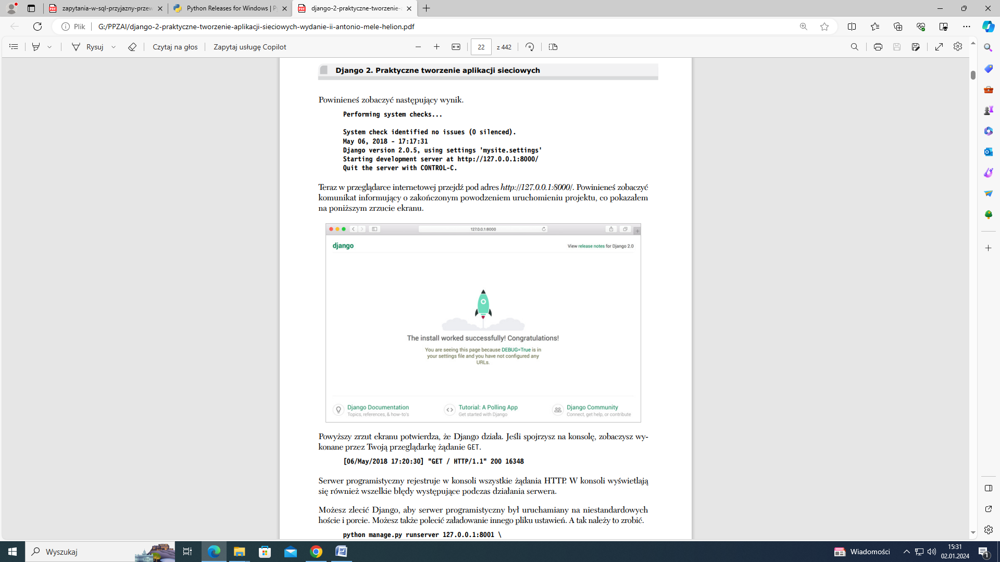 zapytania-w-sql-przyjazny-przew
Python Releases for Windows | Py
django-2-praktyczne-tworzenie-a
Plik
G:/PPZAI/django-2-praktyczne-tworzenie-aplikacji-sieciowych-wydanie-ii-antonio-mele-helion.pdf
Rysuj
Czytaj na głos
Zapytaj usługę Copilot
22
z 442
Django 2. Praktyczne tworzenie aplikacji sieciowych
Powinieneś zobaczyć następujący wynik.
Performing system checks...
System check identified no issues (0 silenced).
May 06, 2018 - 17:17:31
Django version 2.0.5, using settings 'mysite.settings'
Starting development server at http://127.0.0.1:8000/
Quit the server with CONTROL-C.
Teraz w przeglądarce internetowej przejdź pod adres http://127.0.0.1:8000/. Powinieneś zobaczyć
komunikat informujący o zakończonym powodzeniem uruchomieniu projektu, co pokazałem
na poniższym zrzucie ekranu.
127.0.0.1:8000
django
View release notes for Django 2.0
The install worked successfully! Congratulations!
You are seeing this page because DEBUG=True is in
your settings file and you have not configured any
URLs.
Django Documentation
Topics, references, & how-to's
Tutorial: A Polling App
Get started with Django
Django Community
Connect, get help, or contribute
Powyższy zrzut ekranu potwierdza, że Django działa. Jeśli spojrzysz na konsolę, zobaczysz wy-
konane przez Twoją przeglądarkę żądanie GET.
[06/May/2018 17:20:30] "GET / HTTP/1.1" 200 16348
Serwer programistyczny rejestruje w konsoli wszystkie żądania HTTP. W konsoli wyświetlają
się również wszelkie błędy występujące podczas działania serwera.
Możesz zlecić Django, aby serwer programistyczny był uruchamiany na niestandardowych
hoście i porcie. Możesz także polecić załadowanie innego pliku ustawień. A tak należy to zrobić.
python manage.py runserver 127.0.0.1:8001 \
Wyszukaj
Wiadomości
15:31
02.01.2024
1